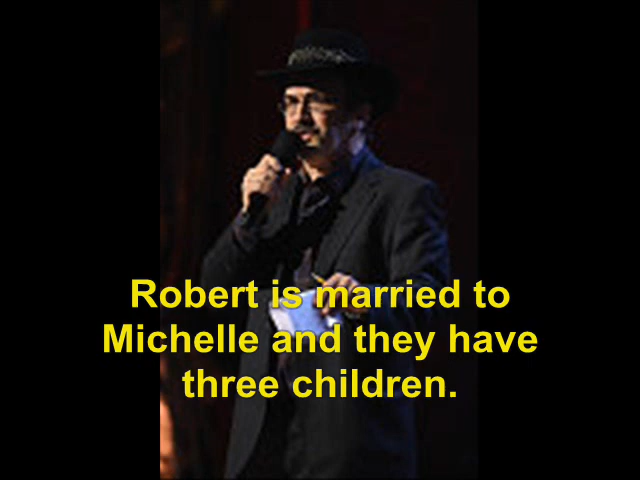 Robert is married to
Michelle and they have
three children.